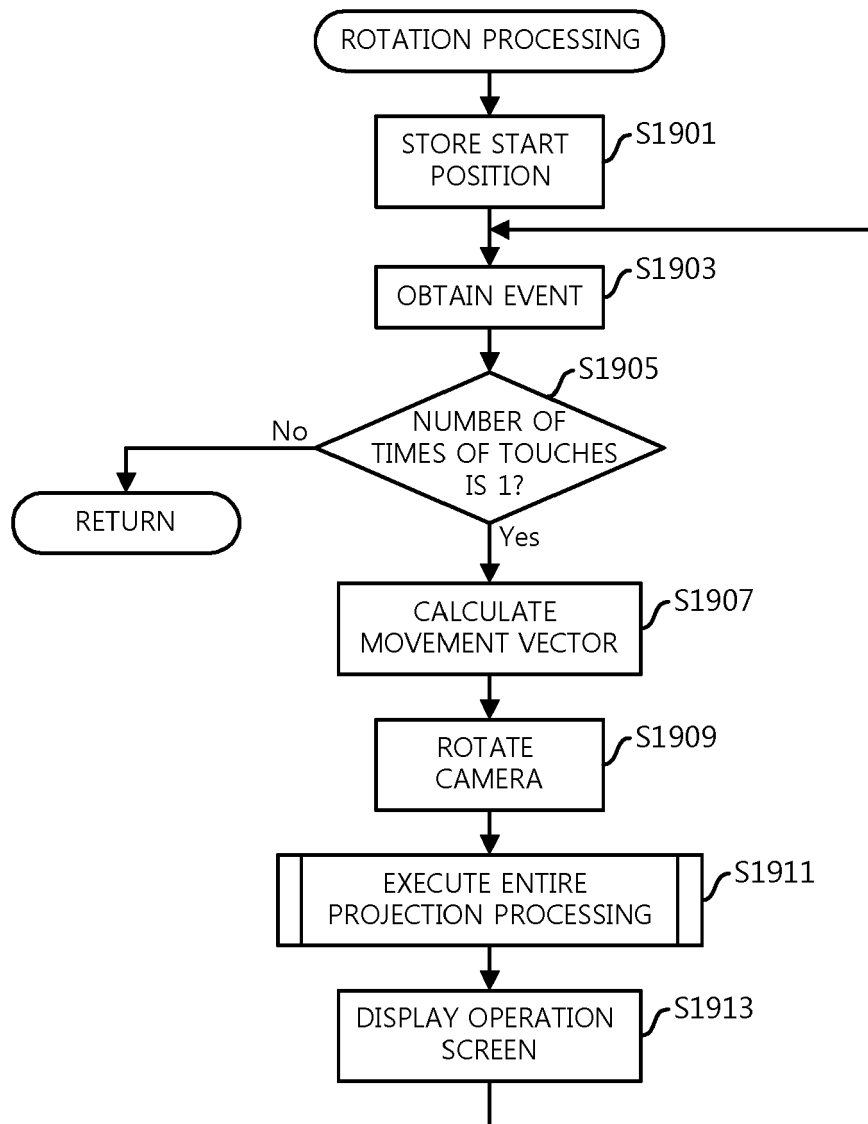 ROTATION PROCESSING
S1901
STORE START
POSITION
S1903
OBTAIN EVENT
S1905
NUMBER OF
TIMES OF TOUCHES
IS 1?
No
RETURN
Yes
S1907
CALCULATE
MOVEMENT VECTOR
S1909
ROTATE
CAMERA
S1911
EXECUTE ENTIRE
PROJECTION PROCESSING
S1913
DISPLAY OPERATION
SCREEN